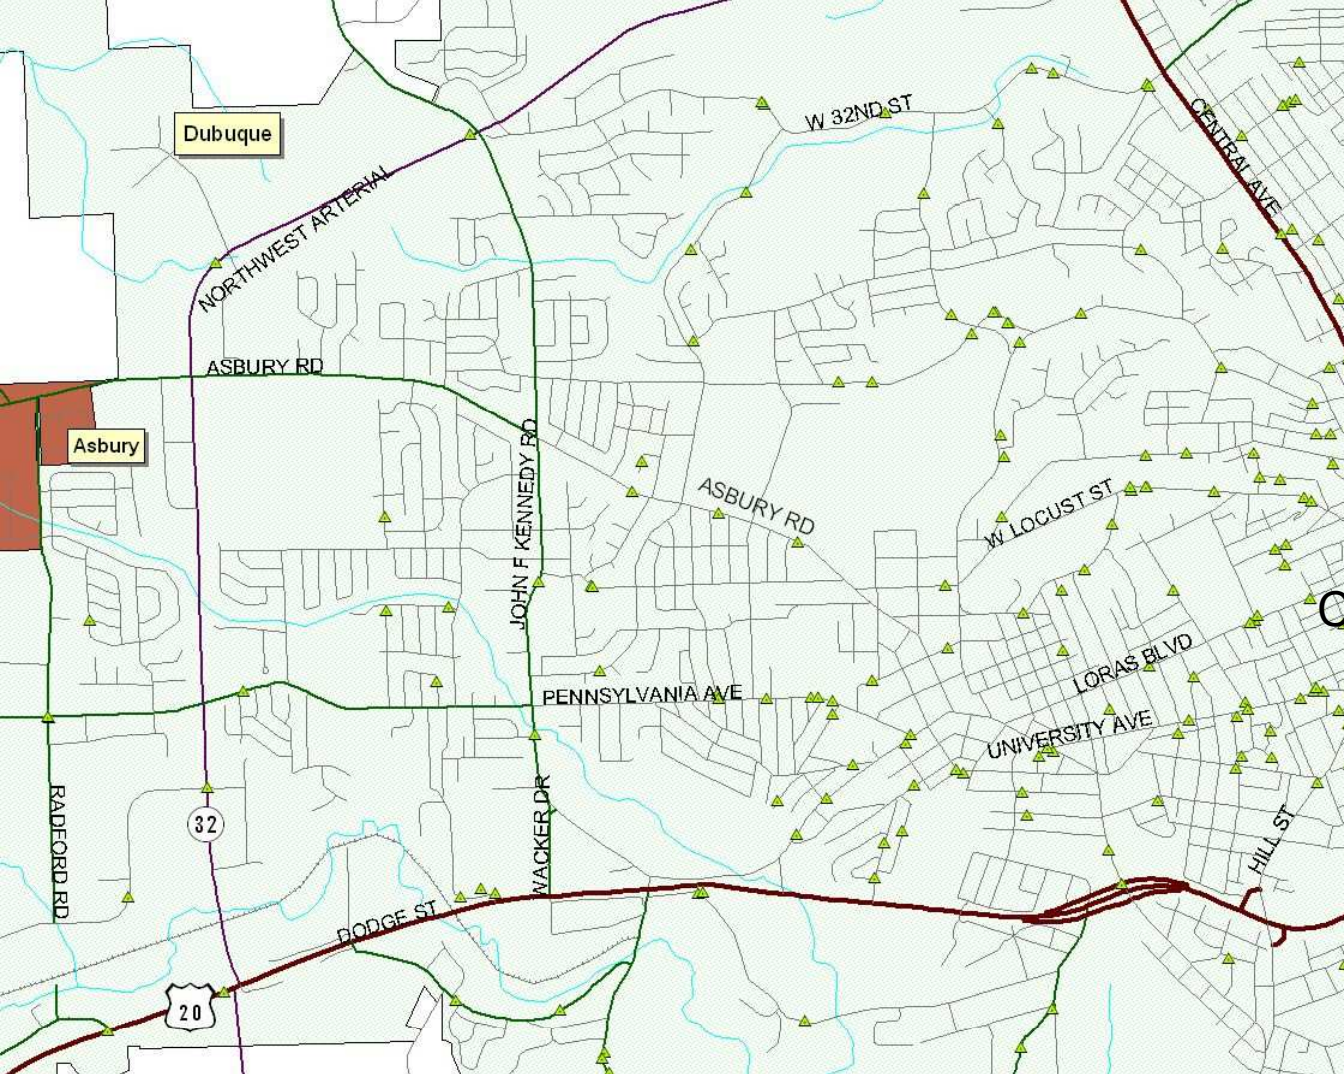 W 32ND ST
CENTRAL AVE
Dubuque
NORTHWEST ARTERIAL
ASBURY RD
Asbury
JOHN F KENNEDY RD
ASBURY RD
W LOCUST ST
LORAS BLVD
PENNSYLVANIA AVE
UNIVERSITY AVE
RADFORD RD
32
WACKER DR
HILL ST
DODGE ST
20